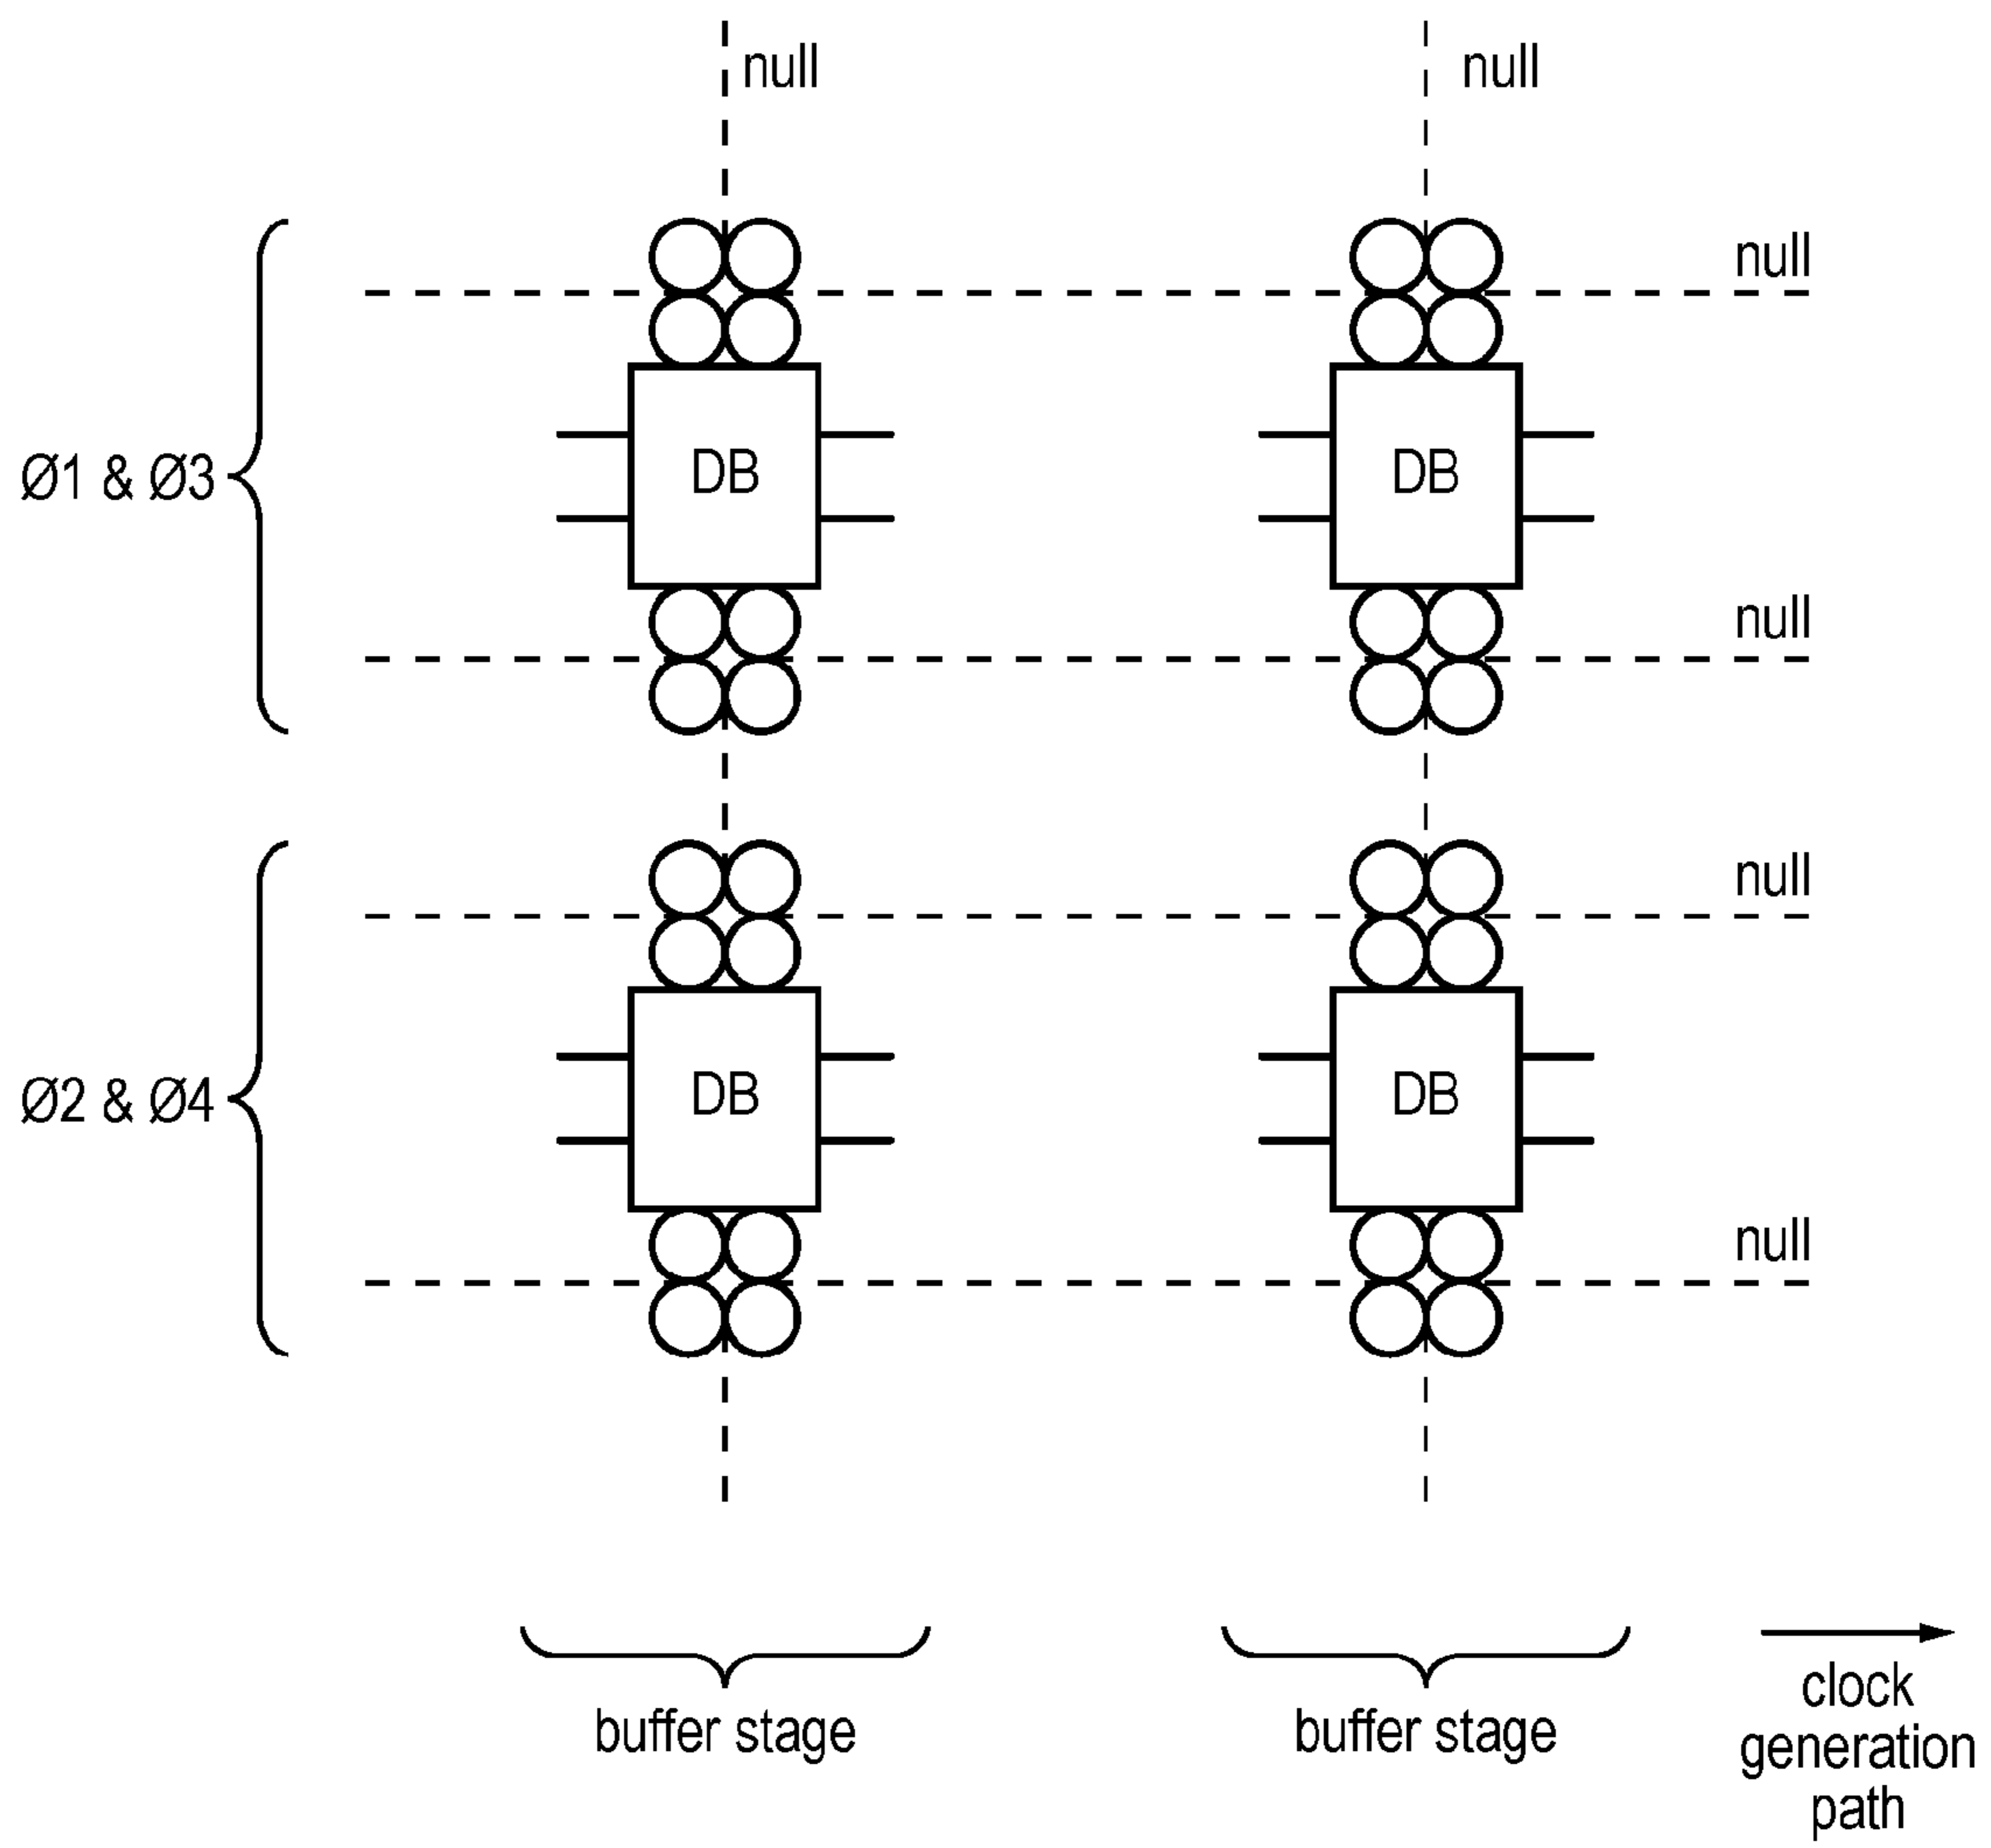 null
null
null
Ø1 & Ø3
DB
DB
null
null
Ø2 & Ø4
DB
DB
null
buffer stage
buffer stage
clock
generation
path